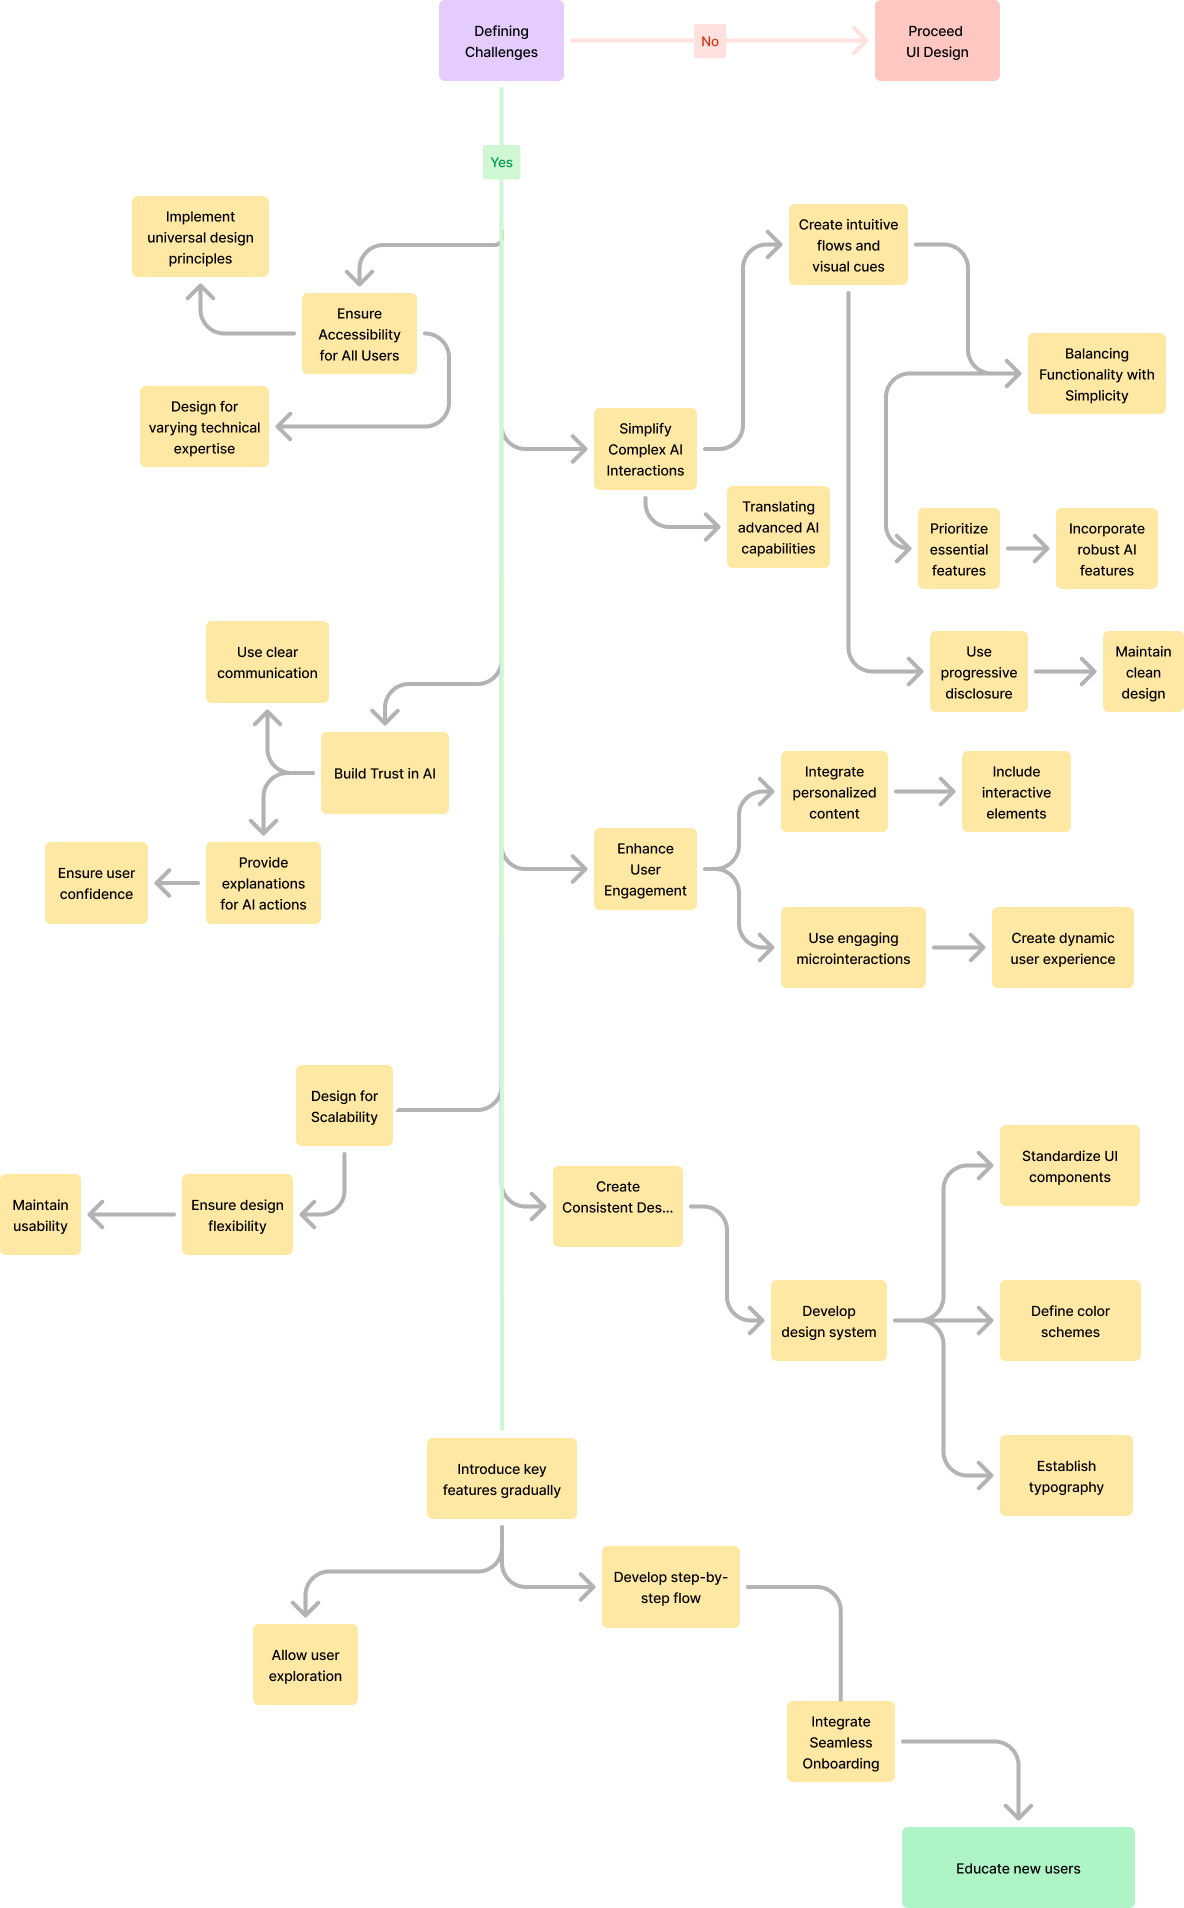 Defining
Challenges
No
Proceed
UI Design
Yes
Implement
universal design
principles
Create intuitive
flows and
visual cues
Ensure
Accessibility
for All Users
Balancing
Functionality with
Simplicity
Design for
varying technical
expertise
Simplify
Complex AI
Interactions
Translating
advanced AI
capabilities
Prioritize
essential
features
Incorporate
robust AI
features
Use clear
communication
Use
progressive
disclosure
Maintain
clean
design
Build Trust in AI
Integrate
personalized
content
Include
interactive
elements
Enhance
User
Engagement
Ensure user
confidence
Provide
explanations
for AI actions
Use engaging
microinteractions
Create dynamic
user experience
Design for
Scalability
Standardize UI
components
Maintain
usability
Ensure design
flexibility
Create
Consistent Des...
Develop
design system
Define color
schemes
Introduce key
features gradually
Establish
typography
Develop step-by-
step flow
Allow user
exploration
Integrate
Seamless
Onboarding
Educate new users